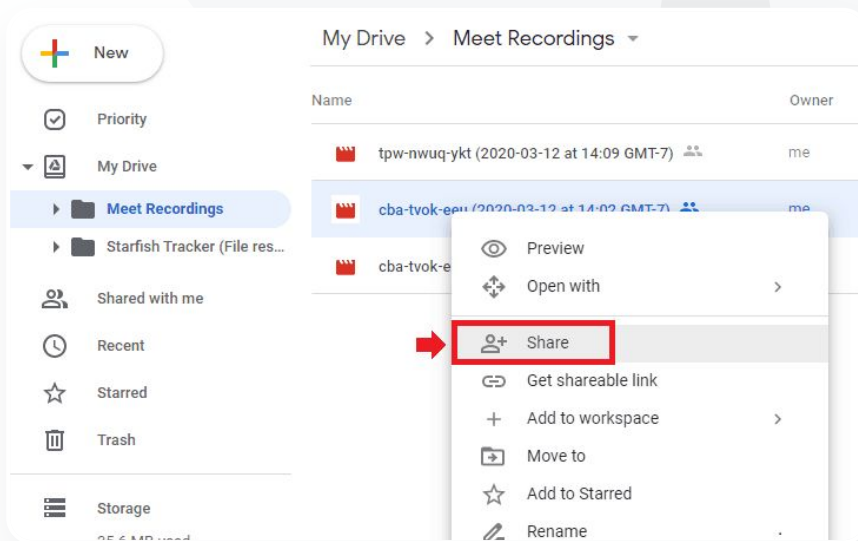 New
Priority
My Drive
Meet Recordings
Starfish Tracker (File res...
Shared with me
Recent
Starred
Trash
Storage
My Drive > Meet Recordings
Name Owner
tpw-nwuq-ykt (2020-03-12 at 14:09 GMT-7) me
cba-tvok-eeu (2020-03-12 at 14:02 GMT-7) me
cba-tvok-e
Preview
Open with
Share
Get shareable link
Add to workspace
Move to
Add to Starred
Rename